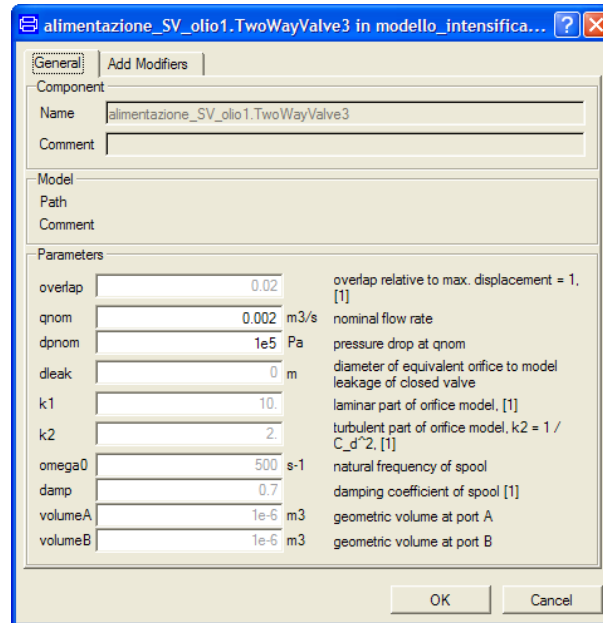 alimentazione_SV_olio1.TwoWayValve3 in modello_intensifica...
General Add Modifiers
Component
Name alimentazione_SV_olio1.TwoWayValve3
Comment
Model
Path
Comment
Parameters
overlap 0.02 overlap relative to max. displacement = 1,
[1]
qnom 0.002 m3/s nominal flow rate
dpnom 1e5 Pa pressure drop at qnom
dleak 0 m diameter of equivalent orifice to model
leakage of closed valve
k1 10. laminar part of orifice model, [1]
k2 2. turbulent part of orifice model, k2 = 1 /
C_d^2, [1]
omega0 500 s-1 natural frequency of spool
damp 0.7 damping coefficient of spool [1]
volumeA 1e-6 m3 geometric volume at port A
volumeB 1e-6 m3 geometric volume at port B
OK Cancel